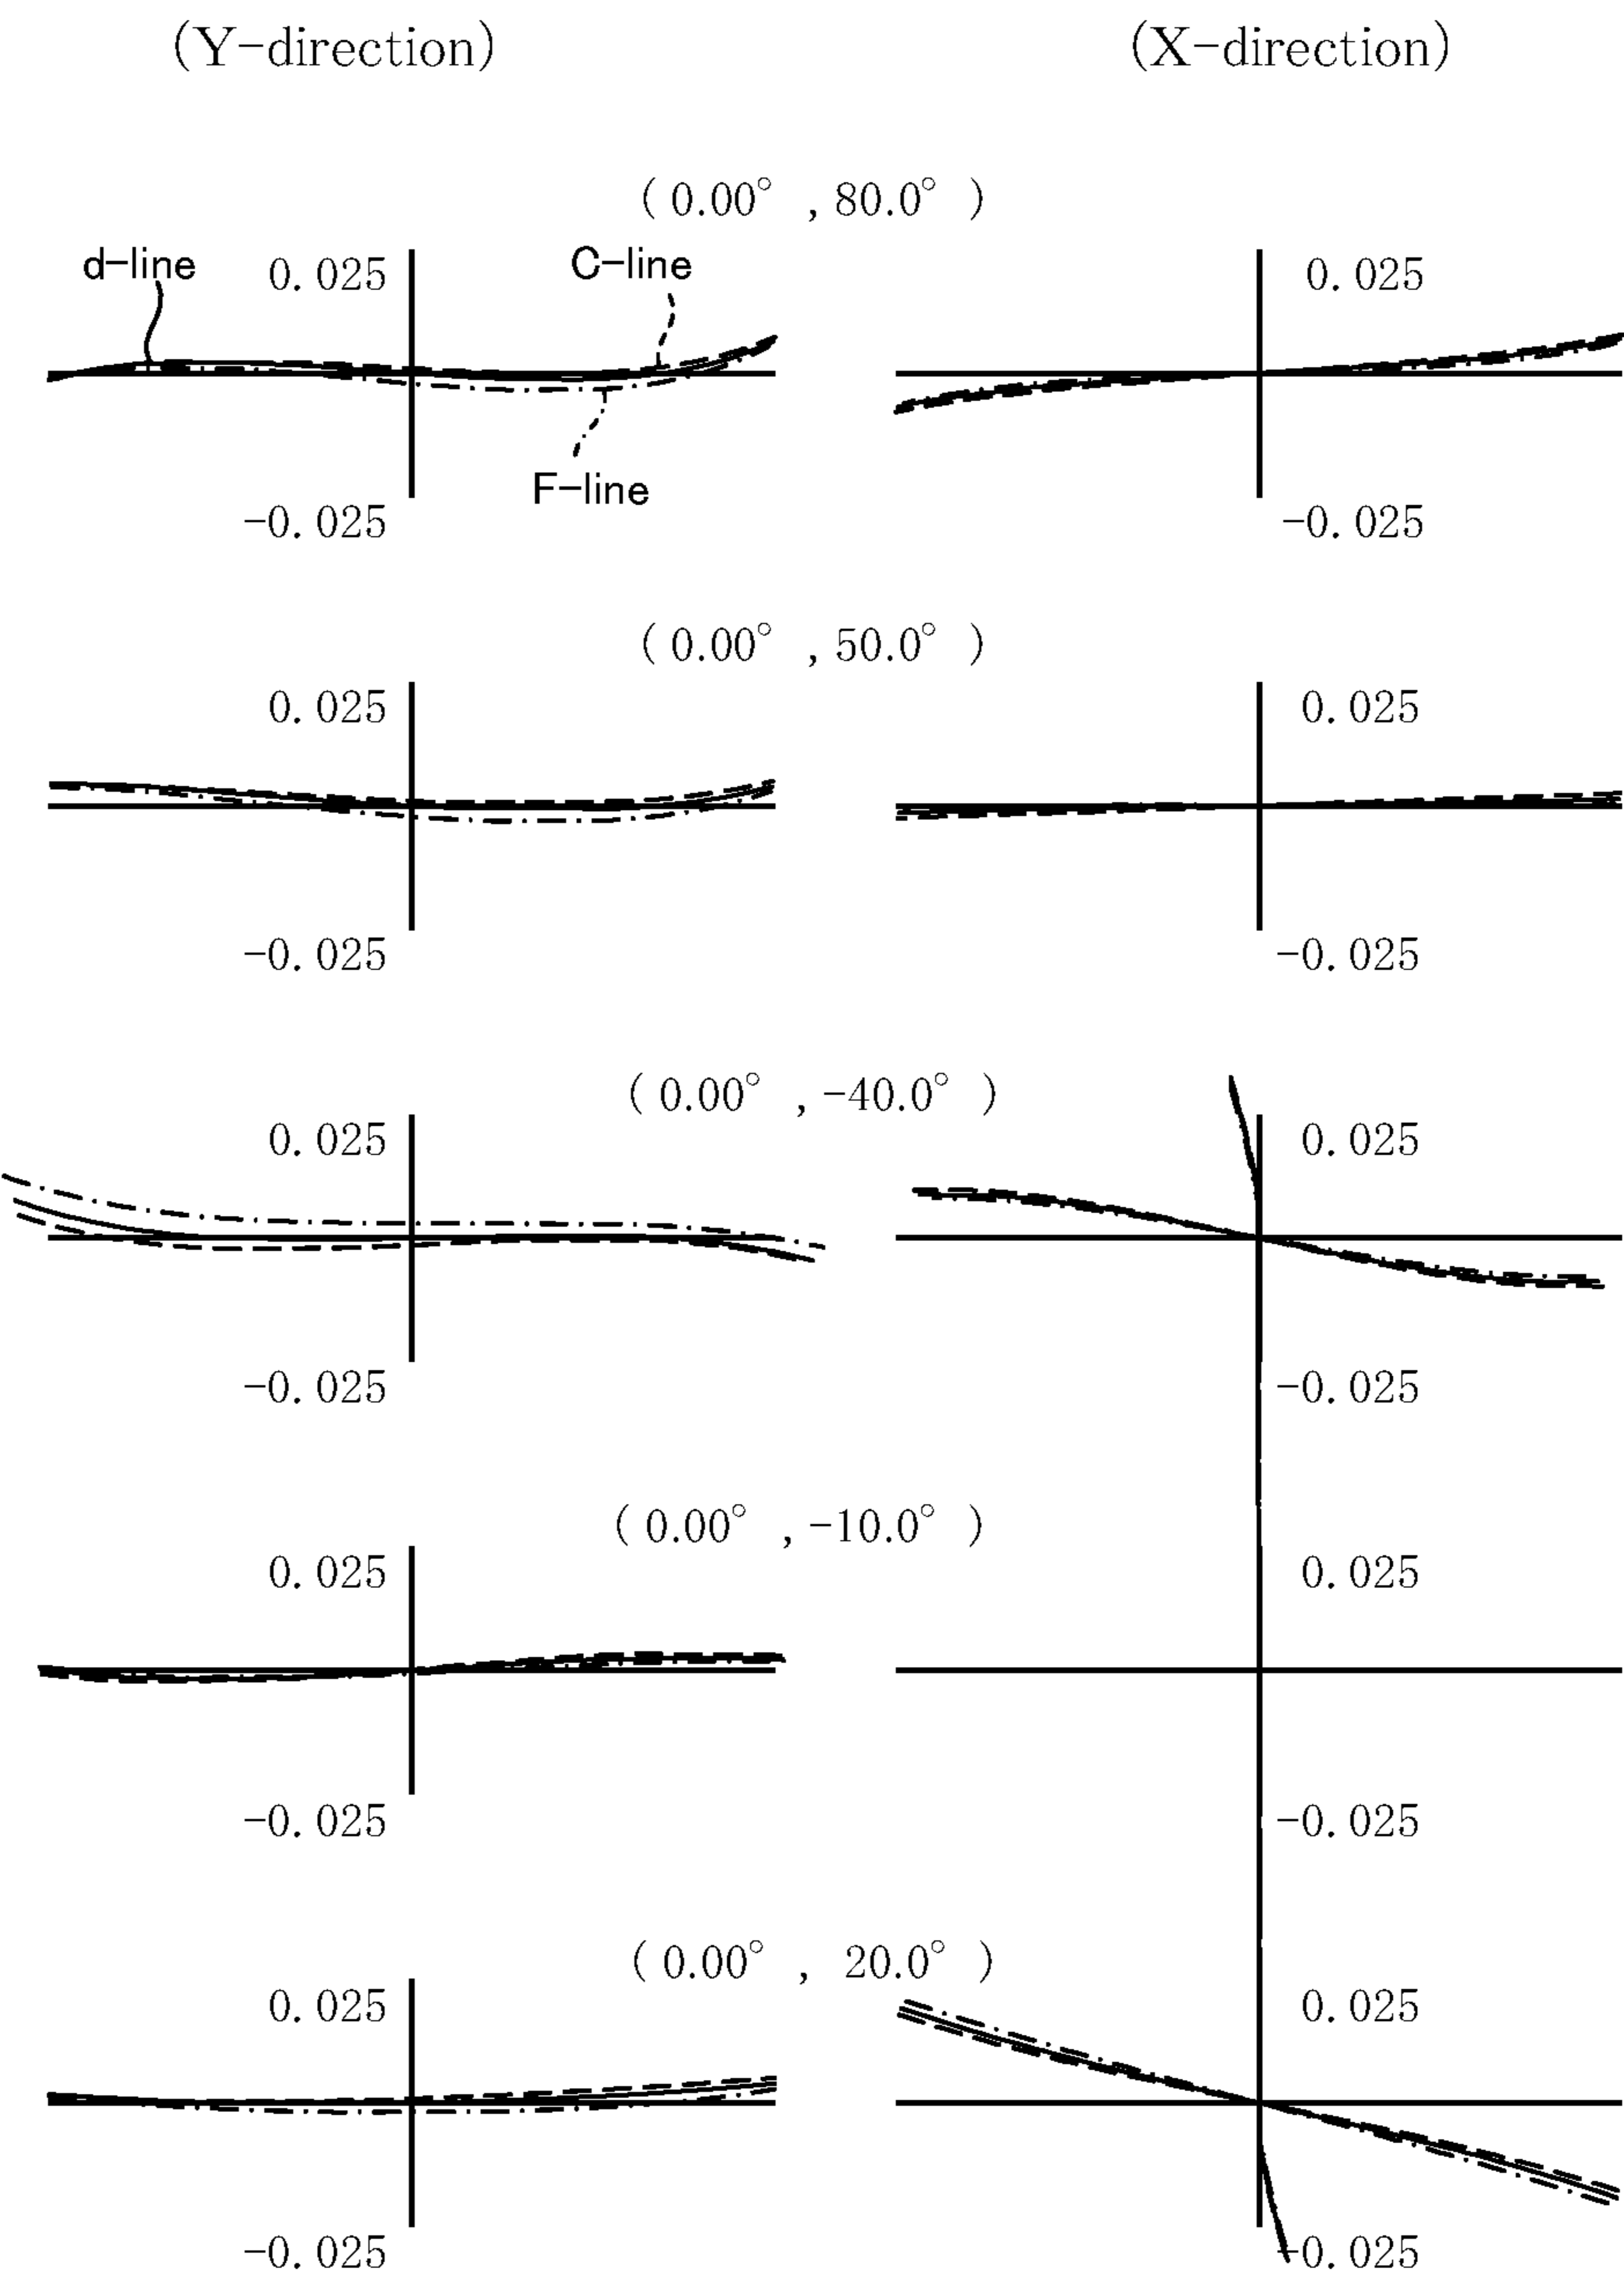 (Y-direction) (X-direction)
(0.00° ,80.0° )
d-line 0.025 C-line 0.025
F-line
-0.025 -0.025
(0.00° ,50.0° )
0.025 0.025
-0.025 -0.025
(0.00° ,-40.0° )
0.025 0.025
-0.025 -0.025
(0.00° ,-10.0° )
0.025 0.025
-0.025 -0.025
(0.00° , 20.0° )
0.025 0.025
-0.025 -0.025